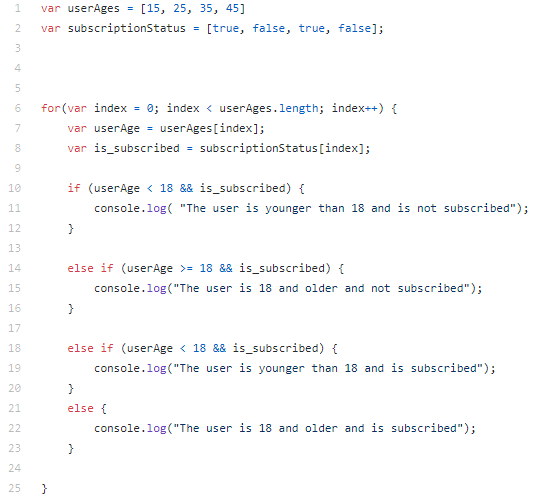 1 var userAges = [15, 25, 35, 45]
2 var subscriptionStatus = [true, false, true, false];
3
4
5
6 for(var index = 0; index < userAges.length; index++) {
7 var userAge = userAges[index];
8 var is_subscribed = subscriptionStatus[index];
9
10 if (userAge < 18 && is_subscribed) {
11 console.log( "The user is younger than 18 and is not subscribed");
12 }
13
14 else if (userAge >= 18 && is_subscribed) {
15 console.log("The user is 18 and older and not subscribed");
16 }
17
18 else if (userAge < 18 && is_subscribed) {
19 console.log("The user is younger than 18 and is subscribed");
20 }
21 else {
22 console.log("The user is 18 and older and is subscribed");
23 }
24
25 }